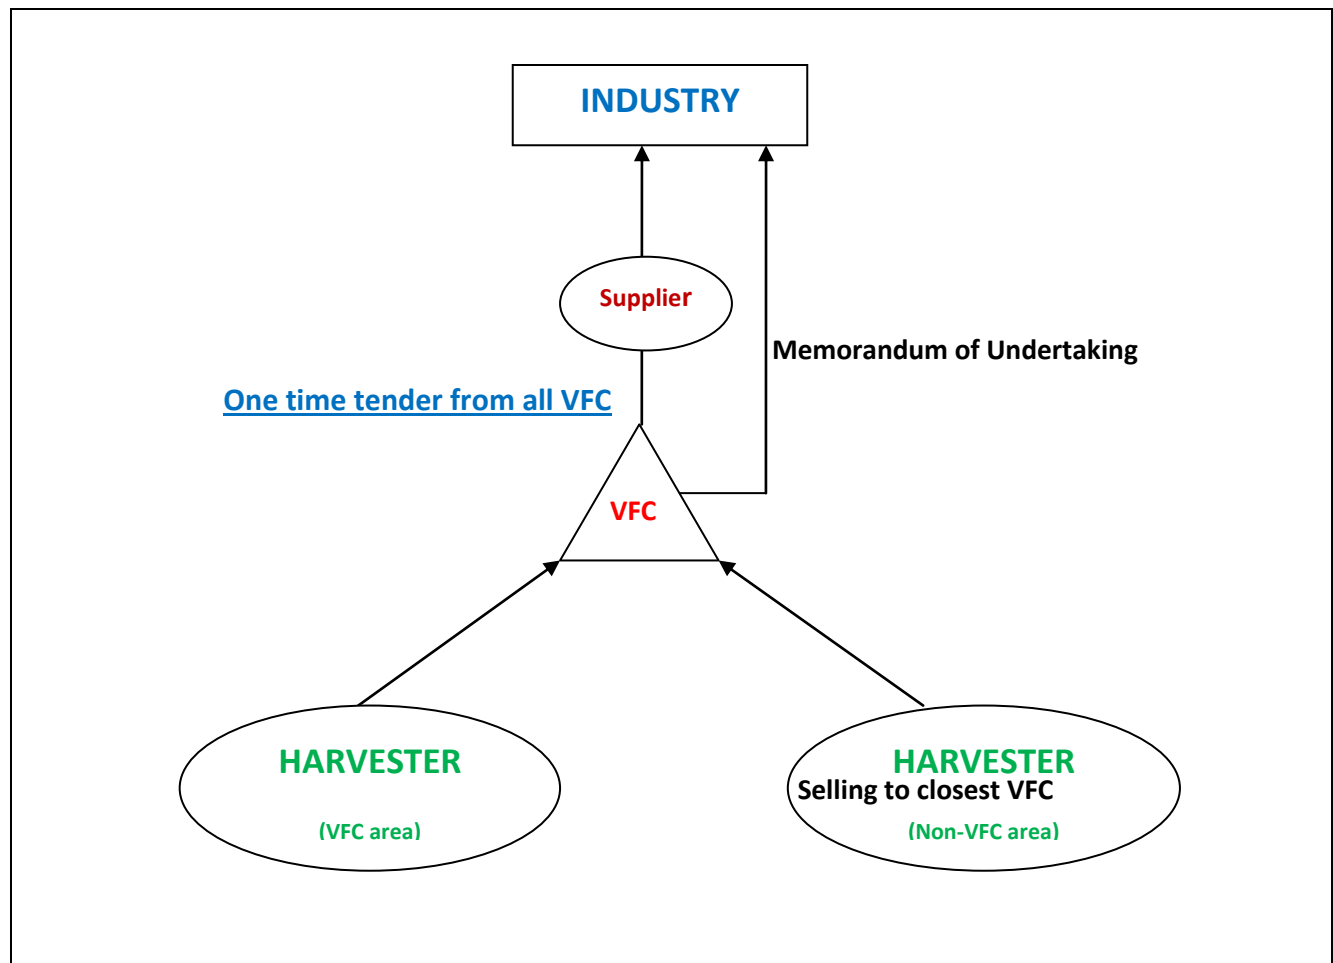 INDUSTRY
Supplier
Memorandum of Undertaking
One time tender from all VFC
VFC
HARVESTER
(VFC area)
HARVESTER
Selling to closest VFC
(Non-VFC area)